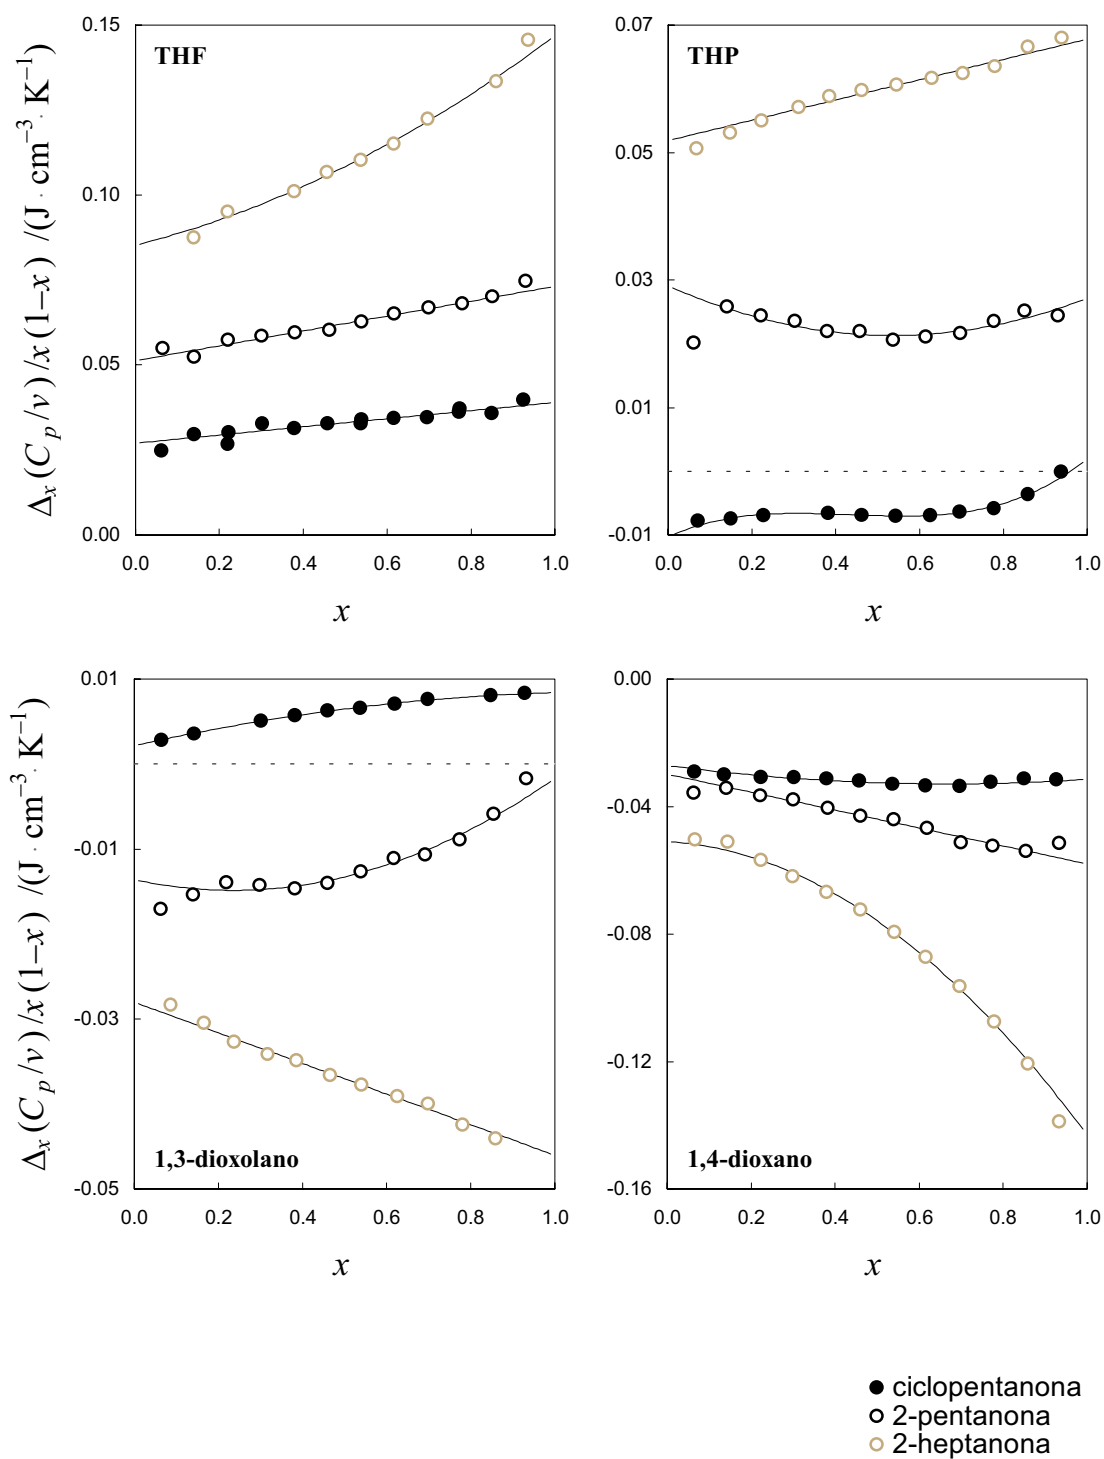 0.15
THF
0.10
0.05
0.00
0.0 0.2 0.4 0.6 0.8 1.0
x
Δx(Cp/v)/x(1−x) /(J·cm−3·K−1)
0.07
THP
0.05
0.03
0.01
-0.01
0.0 0.2 0.4 0.6 0.8 1.0
x
0.01
-0.01
-0.03
-0.05
1,3-dioxolano
0.0 0.2 0.4 0.6 0.8 1.0
x
Δx(Cp/v)/x(1−x) /(J·cm−3·K−1)
0.00
-0.04
-0.08
-0.12
-0.16
1,4-dioxano
0.0 0.2 0.4 0.6 0.8 1.0
x
ciclopentanona
2-pentanona
2-heptanona